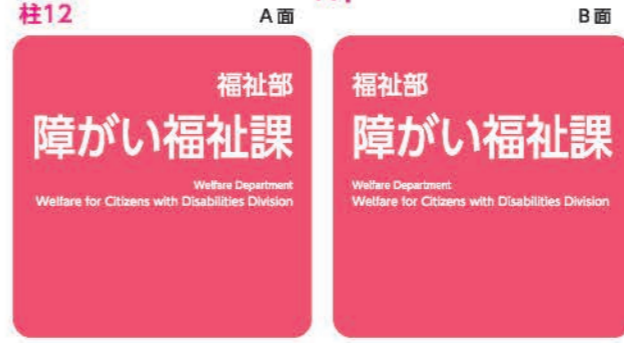 柱12
A面
B面
福祉部
障がい福祉課
Welfare Department
Welfare for Citizens with Disabilities Division
福祉部
障がい福祉課
Welfare Department
Welfare for Citizens with Disabilities Division